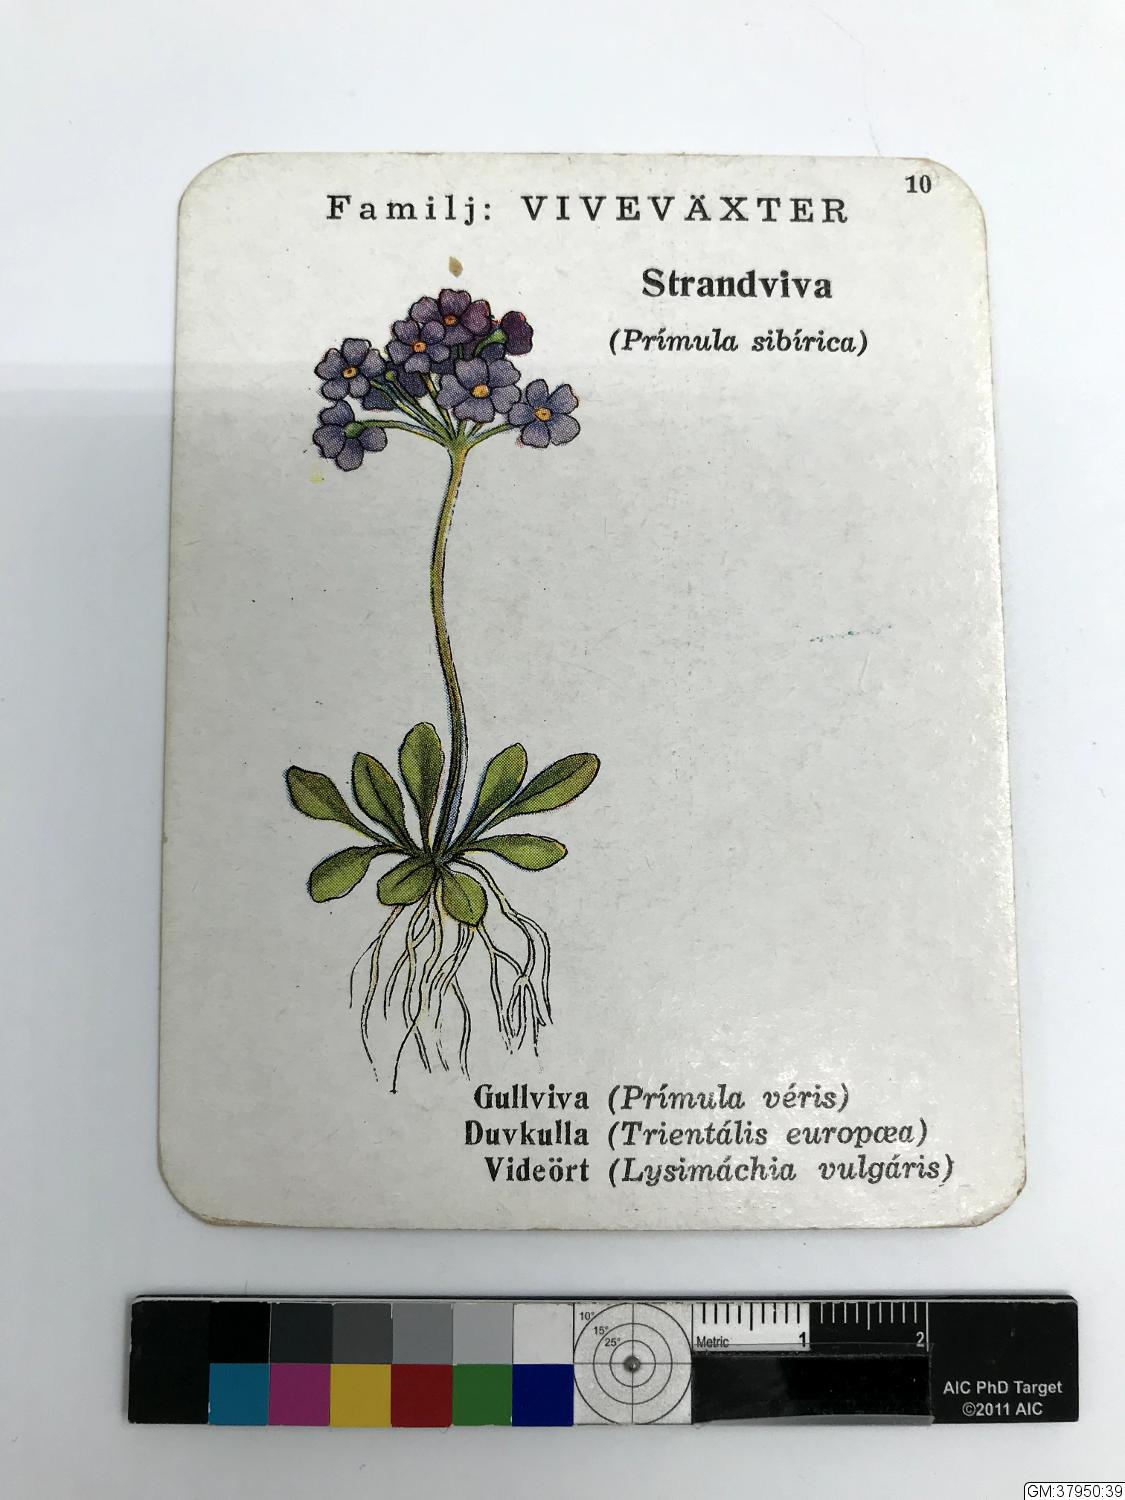 10
Familj: VIVEVÄXTER
Strandviva
(Prímula sibírica)
Gullviva (Prímula véris)
Duvkulla (Trientális europæa)
Videört (Lysimáchia vulgáris)
10°
15°
25°
Metric 1 2
AIC PhD Target
©2011 AIC
GM:37950:39